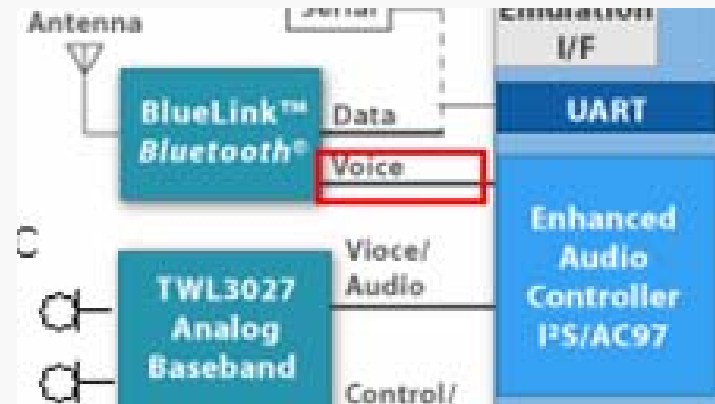 Antenna
Serial
Emulation
I/F
BlueLink™
Bluetooth®
Data
UART
Voice
Enhanced
Audio
Controller
I²S/AC97
Vioce/
Audio
TWL3027
Analog
Baseband
Control/